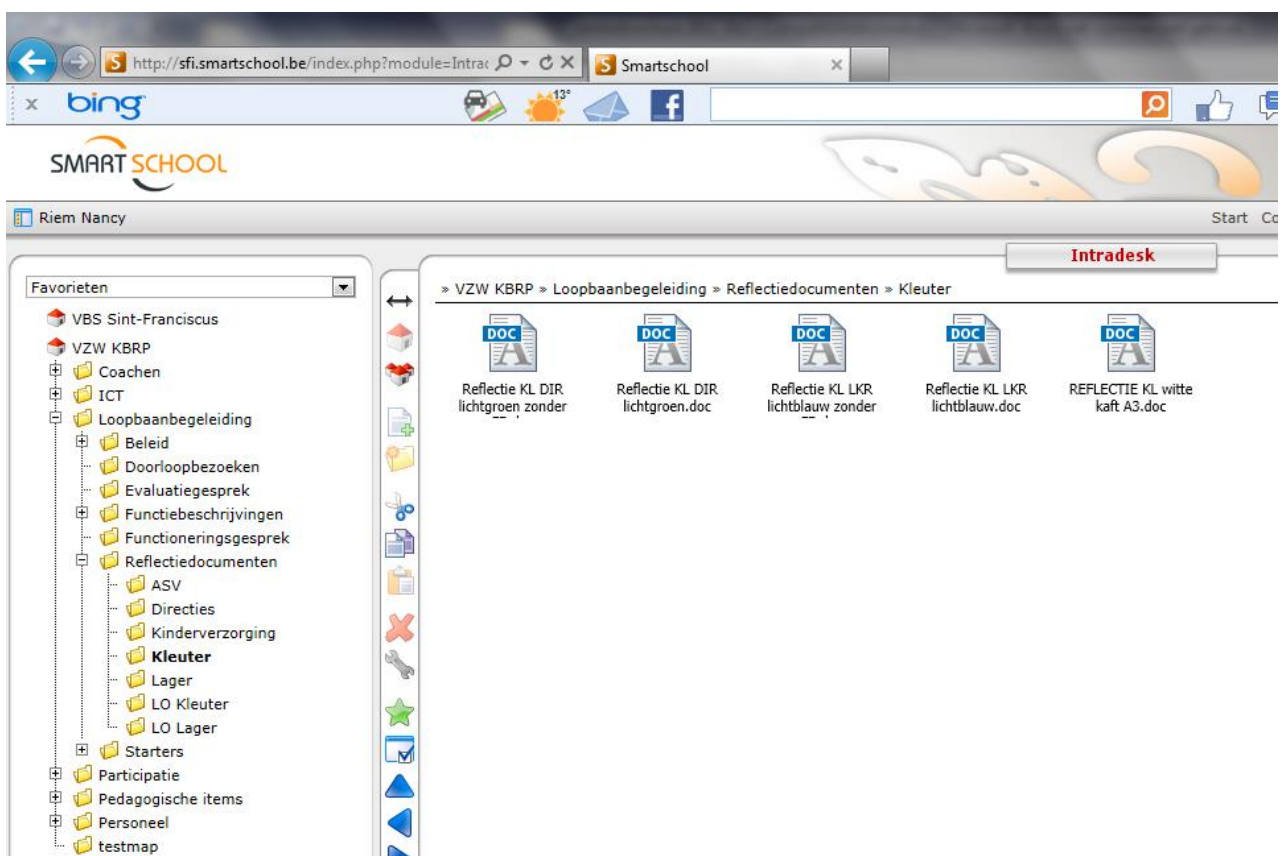 http://sfi.smartschool.be/index.php?module=Intrac
Smartschool
bing
13°
SMARTSCHOOL
Riem Nancy
Start Co
Intradesk
Favorieten
VBS Sint-Franciscus
VZW KBRP
Coachen
ICT
Loopbaanbegeleiding
Beleid
Doorloopbezoeken
Evaluatiegesprek
Functiebeschrijvingen
Functioneringsgesprek
Reflectiedocumenten
ASV
Directies
Kinderverzorging
Kleuter
Lager
LO Kleuter
LO Lager
Starters
Participatie
Pedagogische items
Personeel
testmap
» VZW KBRP » Loopbaanbegeleiding » Reflectiedocumenten » Kleuter
DOC
Reflectie KL DIR
lichtgroen zonder
DOC
Reflectie KL DIR
lichtgroen.doc
DOC
Reflectie KL LKR
lichtblauw zonder
DOC
Reflectie KL LKR
lichtblauw.doc
DOC
REFLECTIE KL witte
kaft A3.doc